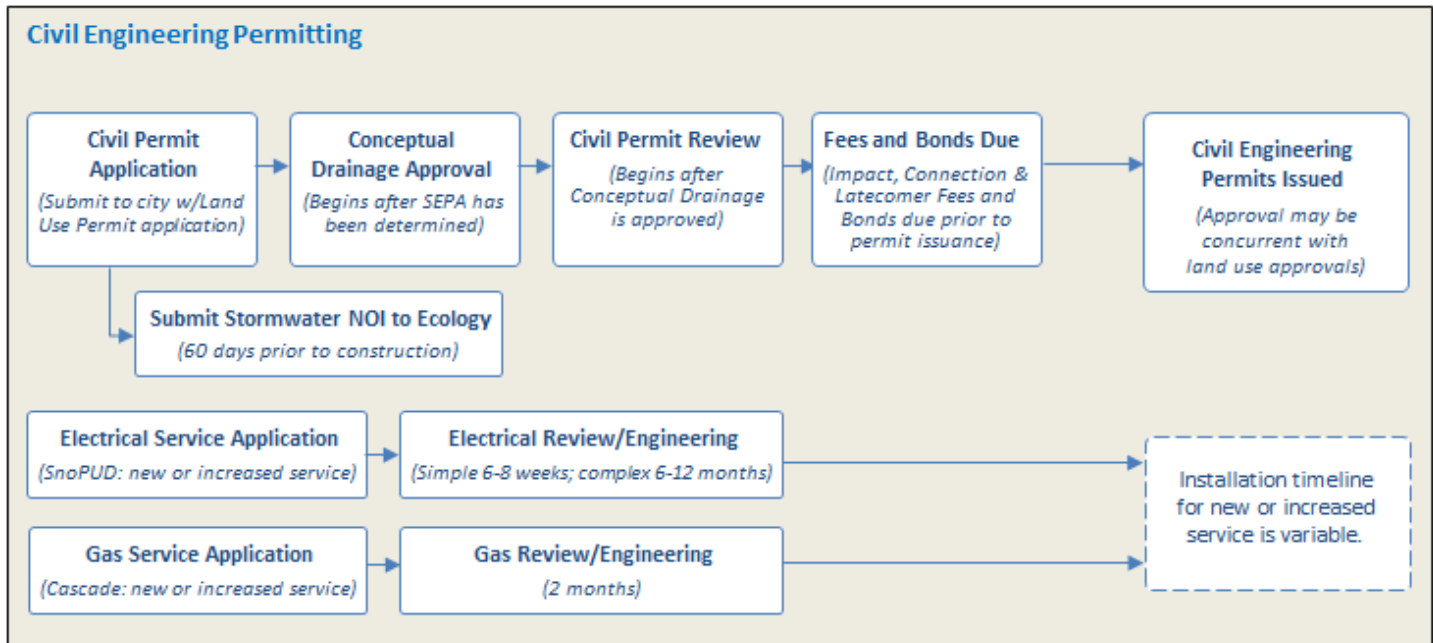 Civil Engineering Permitting
Civil Permit
Application
(Submit to city w/Land
Use Permit application)
Conceptual
Drainage Approval
(Begins after SEPA has
been determined)
Civil Permit Review
(Begins after
Conceptual Drainage
is approved)
Fees and Bonds Due
(Impact, Connection &
Latecomer Fees and
Bonds due prior to
permit issuance)
Civil Engineering
Permits Issued
(Approval may be
concurrent with
land use approvals)
Submit Stormwater NOI to Ecology
(60 days prior to construction)
Electrical Service Application
(SnoPUD: new or increased service)
Electrical Review/Engineering
(Simple 6-8 weeks; complex 6-12 months)
Installation timeline
for new or increased
service is variable.
Gas Service Application
(Cascade: new or increased service)
Gas Review/Engineering
(2 months)